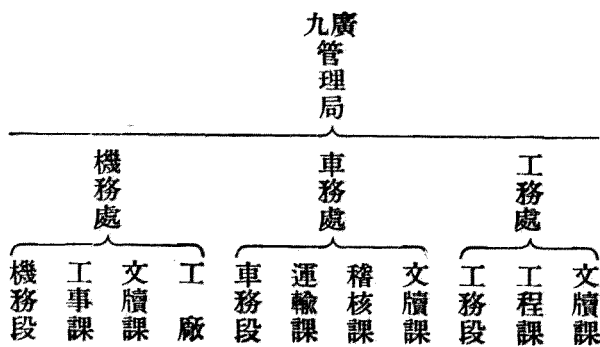 廣九管理局
工務處
車務處
機務處
文牘課
工程課
工務段
文牘課
稽核課
運輸課
車務段
工廠
文牘課
工事課
機務段